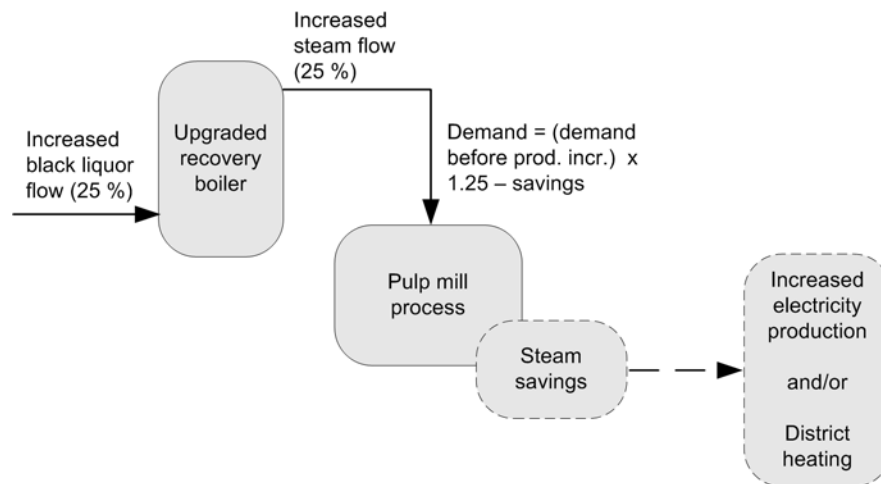 Increased
steam flow
(25 %)
Upgraded
recovery
boiler
Increased
black liquor
flow (25 %)
Demand = (demand
before prod. incr.) x
1.25 – savings
Pulp mill
process
Steam
savings
Increased
electricity
production
and/or
District
heating